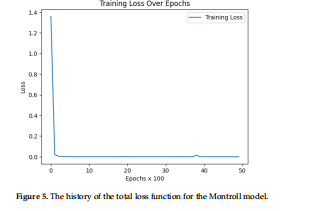 Training Loss Over Epochs
Training Loss
1.4
1.2
1.0
0.8
0.6
0.4
0.2
0.0
Loss
0 10 20 30 40 50
Epochs x 100
Figure 5. The history of the total loss function for the Montroll model.